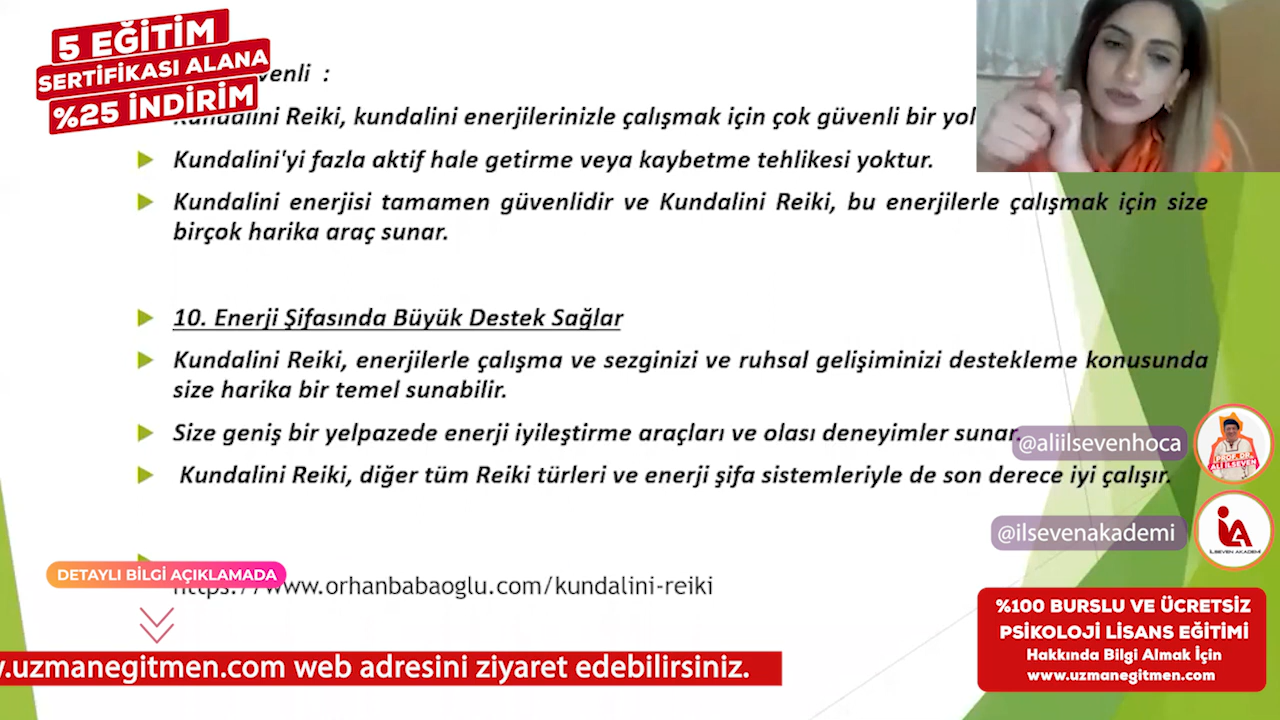 5 EĞİTİM
SERTİFİKASI ALANA
%25 İNDİRİM
:
Kundalini Reiki, kundalini enerjilerinizle çalışmak için çok güvenli bir yol
Kundalini'yi fazla aktif hale getirme veya kaybetme tehlikesi yoktur.
Kundalini enerjisi tamamen güvenlidir ve Kundalini Reiki, bu enerjilerle çalışmak için size
birçok harika araç sunar.
10. Enerji Şifasında Büyük Destek Sağlar
Kundalini Reiki, enerjilerle çalışma ve sezginizi ve ruhsal gelişiminizi destekleme konusunda
size harika bir temel sunabilir.
Size geniş bir yelpazede enerji iyileştirme araçları ve olası deneyimler sunar.
@aliilsevenhoca
PROF. DR.
ALİ İLSEVEN
Kundalini Reiki, diğer tüm Reiki türleri ve enerji şifa sistemleriyle de son derece iyi çalışır.
@ilsevenakademi
İLSEVEN AKADEMİ
DETAYLI BİLGİ AÇIKLAMADA
https://www.orhanbabaoglu.com/kundalini-reiki
%100 BURSLU VE ÜCRETSİZ
PSİKOLOJİ LİSANS EĞİTİMİ
Hakkında Bilgi Almak İçin
www.uzmanegitmen.com
.uzmanegitmen.com web adresini ziyaret edebilirsiniz.